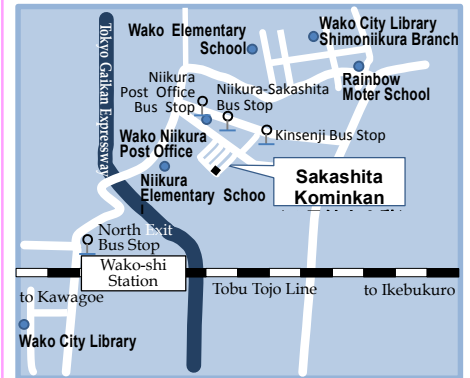 Wako Elementary
School
Wako City Library
Shimoniikura Branch
Rainbow
Moter School
Niikura
Post Office
Bus Stop
Niikura-Sakashita
Bus Stop
Kinsenji Bus Stop
Wako Niikura
Post Office
Tokyo Gaikan Expressway
Niikura
Elementary Schoo
l
Sakashita
Kominkan
North Exit
Bus Stop
Wako-shi
Station
to Kawagoe
Tobu Tojo Line
to Ikebukuro
Wako City Library